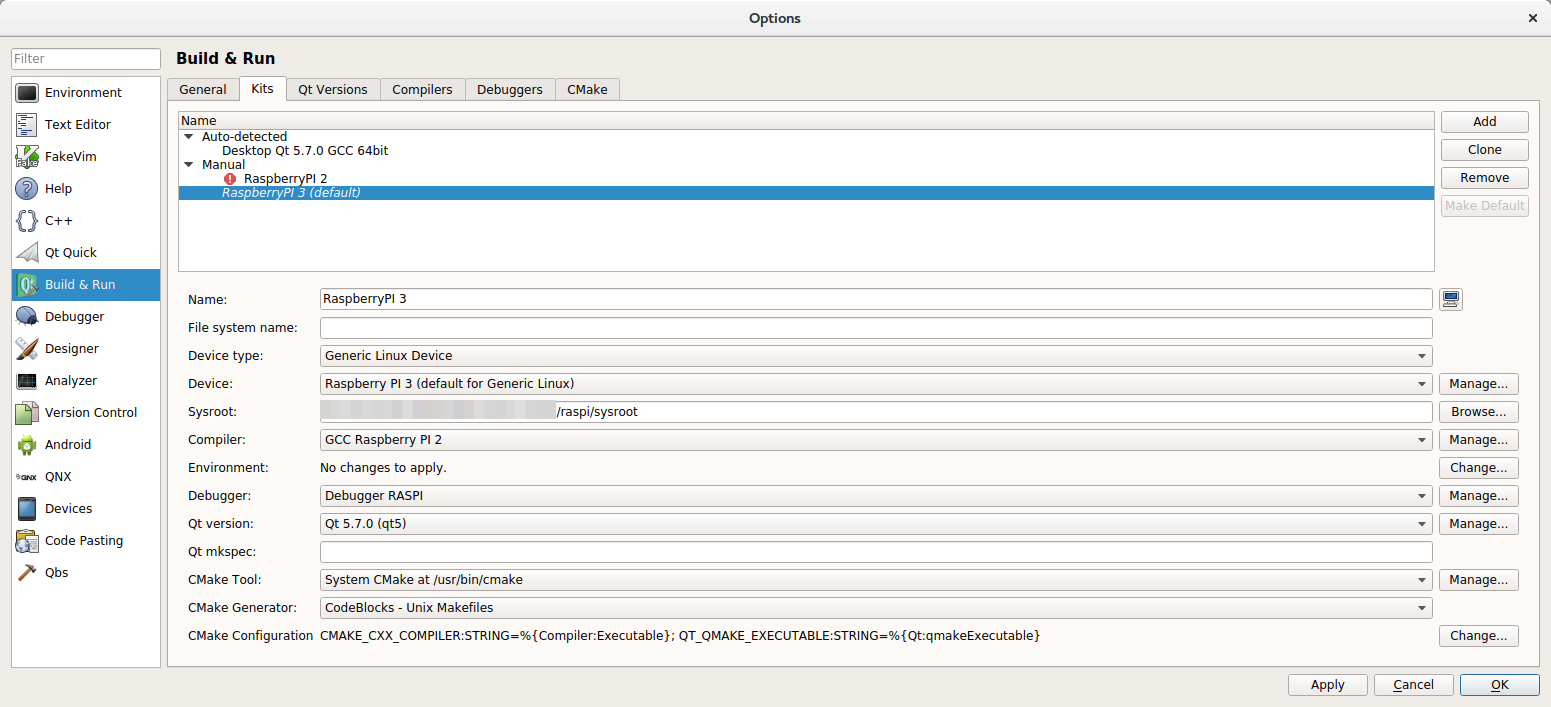 Options
Filter
Environment
Text Editor
FakeVim
Help
C++
Qt Quick
Build & Run
Debugger
Designer
Analyzer
Version Control
Android
QNX
Devices
Code Pasting
Qbs
Build & Run
General Kits Qt Versions Compilers Debuggers CMake
Name
Auto-detected
Desktop Qt 5.7.0 GCC 64bit
Manual
RaspberryPI 2
RaspberryPI 3 (default)
Add
Clone
Remove
Make Default
Name: RaspberryPI 3
File system name:
Device type: Generic Linux Device
Device: Raspberry PI 3 (default for Generic Linux) Manage...
Sysroot: /raspi/sysroot Browse...
Compiler: GCC Raspberry PI 2 Manage...
Environment: No changes to apply. Change...
Debugger: Debugger RASPI Manage...
Qt version: Qt 5.7.0 (qt5) Manage...
Qt mkspec:
CMake Tool: System CMake at /usr/bin/cmake Manage...
CMake Generator: CodeBlocks - Unix Makefiles
CMake Configuration CMAKE_CXX_COMPILER:STRING=%{Compiler:Executable}; QT_QMAKE_EXECUTABLE:STRING=%{Qt:qmakeExecutable} Change...
Apply Cancel OK